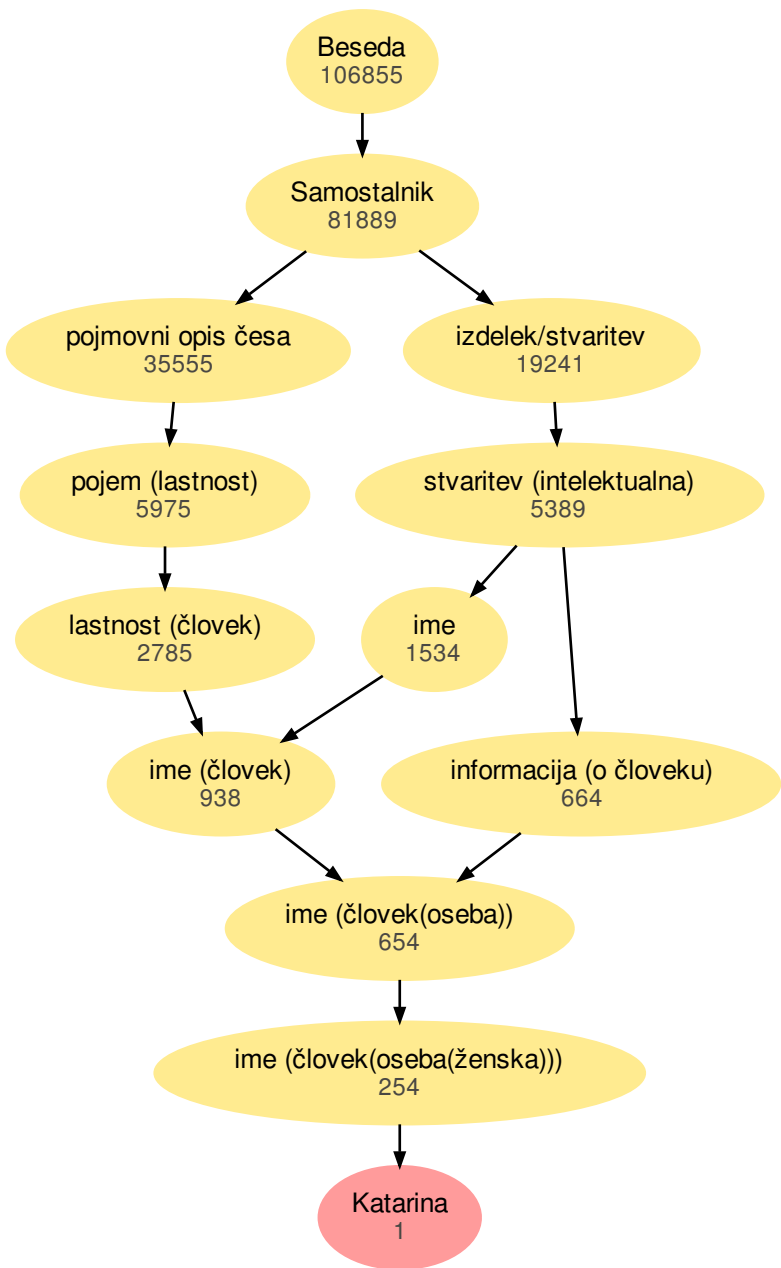 Beseda
106855
Samostalnik
81889
pojmovni opis česa
35555
izdelek/stvaritev
19241
pojem (lastnost)
5975
stvaritev (intelektualna)
5389
lastnost (človek)
2785
ime
1534
ime (človek)
938
informacija (o človeku)
664
ime (človek(oseba))
654
ime (človek(oseba(ženska)))
254
Katarina
1